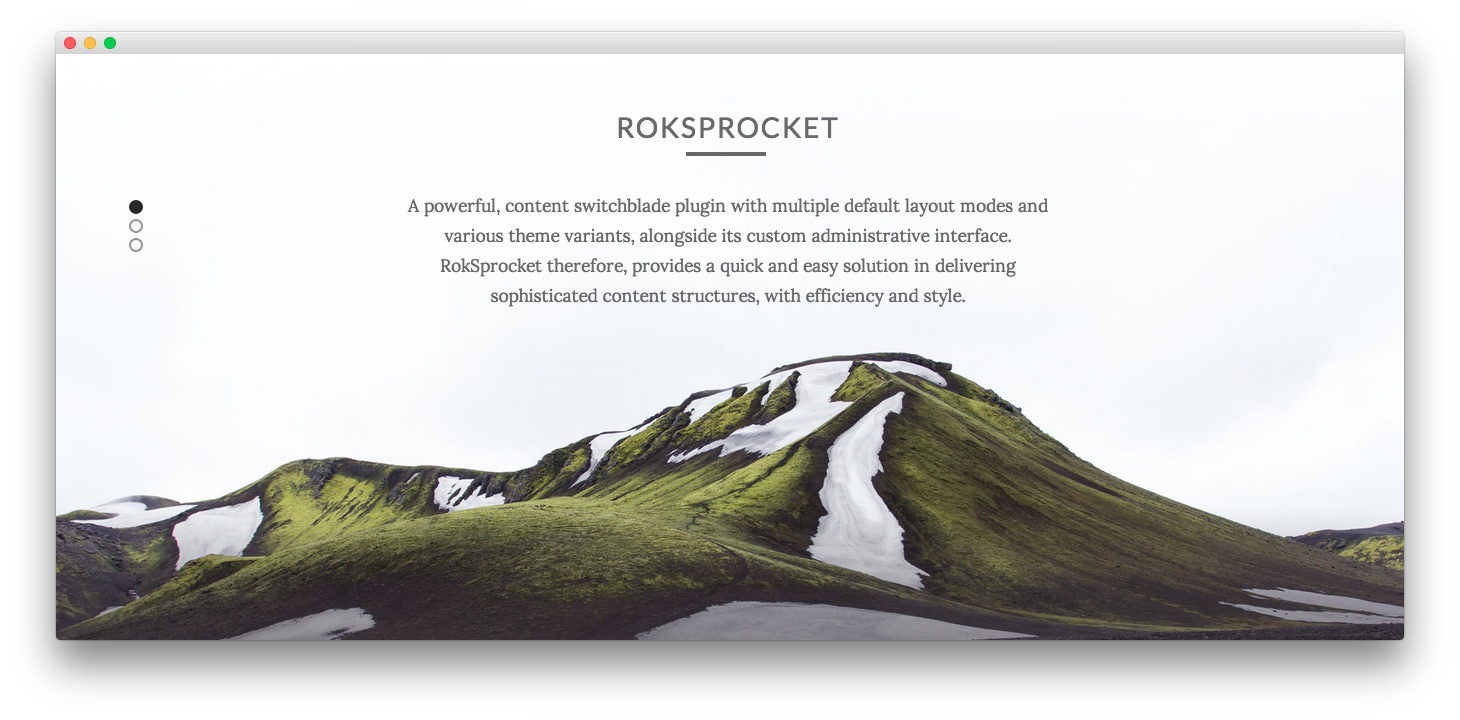 ROKSPROCKET
A powerful, content switchblade plugin with multiple default layout modes and
various theme variants, alongside its custom administrative interface.
RokSprocket therefore, provides a quick and easy solution in delivering
sophisticated content structures, with efficiency and style.